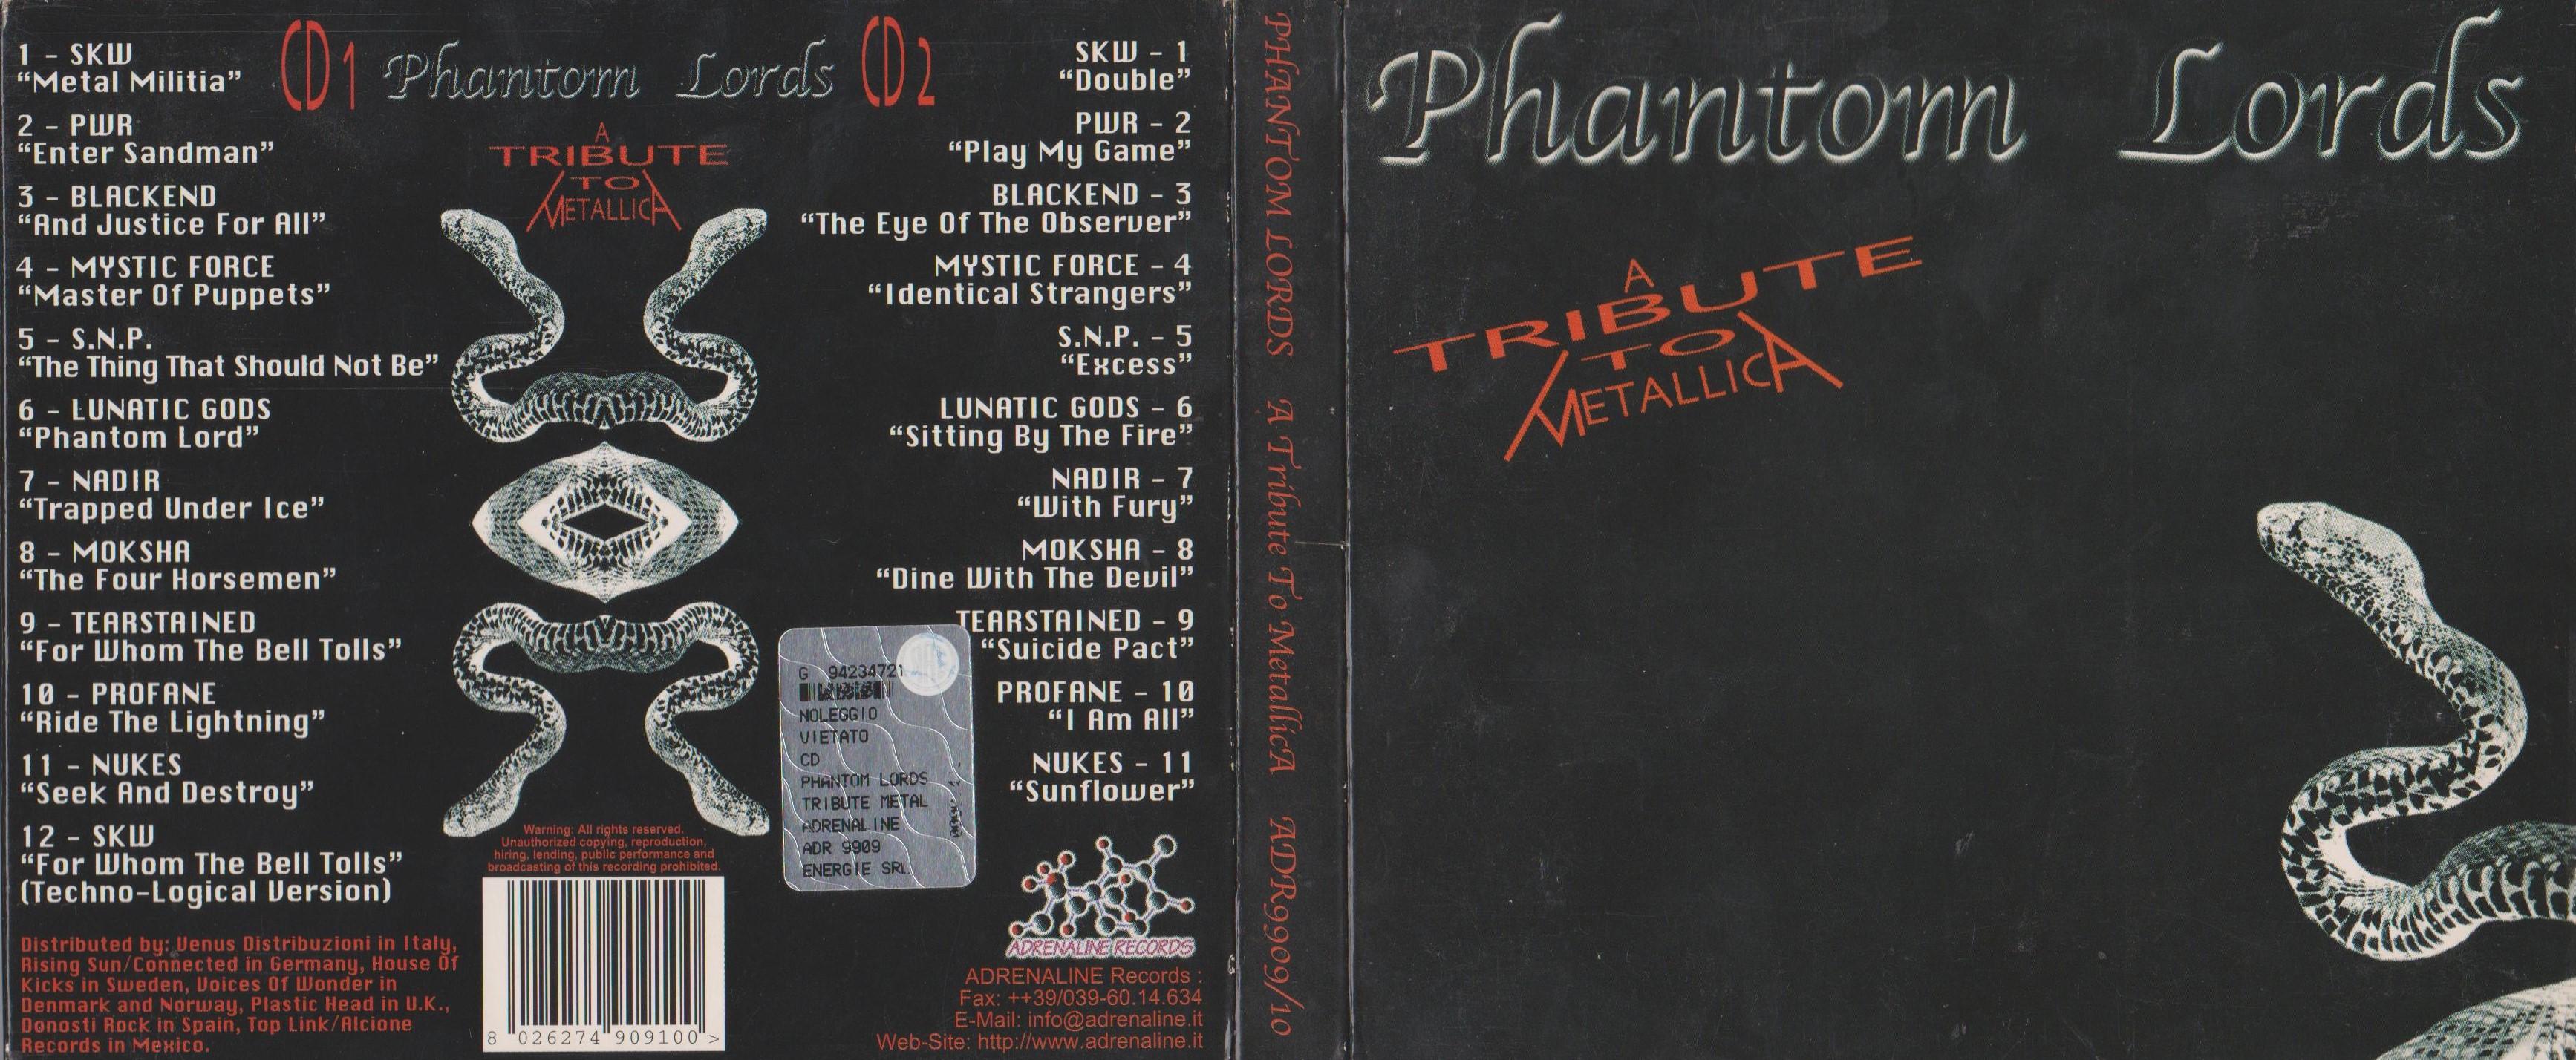 CD 1
Phantom Lords
CD 2
A
TRIBUTE
TO
METALLICA
1 - SKW
“Metal Militia”
2 - PWR
“Enter Sandman”
3 - BLACKEND
“And Justice For All”
4 - MYSTIC FORCE
“Master Of Puppets”
5 - S.N.P.
“The Thing That Should Not Be”
6 - LUNATIC GODS
“Phantom Lord”
7 - NADIR
“Trapped Under Ice”
8 - MOKSHA
“The Four Horsemen”
9 - TEARSTAINED
“For Whom The Bell Tolls”
10 - PROFANE
“Ride The Lightning”
11 - NUKES
“Seek And Destroy”
12 - SKW
“For Whom The Bell Tolls”
(Techno-Logical Version)
Distributed by: Venus Distribuzioni in Italy,
Rising Sun/Connected in Germany, House Of
Kicks in Sweden, Voices Of Wonder in
Denmark and Norway, Plastic Head in U.K.,
Donosti Rock in Spain, Top Link/Alcione
Records in Mexico.
Warning: All rights reserved.
Unauthorized copying, reproduction,
hiring, lending, public performance and
broadcasting of this recording prohibited.
8 026274 909100 >
SKW - 1
“Double”
PWR - 2
“Play My Game”
BLACKEND - 3
“The Eye Of The Observer”
MYSTIC FORCE - 4
“Identical Strangers”
S.N.P. - 5
“Excess”
LUNATIC GODS - 6
“Sitting By The Fire”
NADIR - 7
“With Fury”
MOKSHA - 8
“Dine With The Devil”
TEARSTAINED - 9
“Suicide Pact”
PROFANE - 10
“I Am All”
NUKES - 11
“Sunflower”
G 94234721
NOLEGGIO
VIETATO
CD
PHANTOM LORDS
TRIBUTE METAL
ADRENALINE
ADR 9909
ENERGIE SRL
ADRENALINE RECORDS
ADRENALINE Records :
Fax: ++39/039-60.14.634
E-Mail: info@adrenaline.it
Web-Site: http://www.adrenaline.it
PHANTOM LORDS A Tribute To MetallicA ADR9909/10
Phantom Lords
A
TRIBUTE
TO
METALLICA